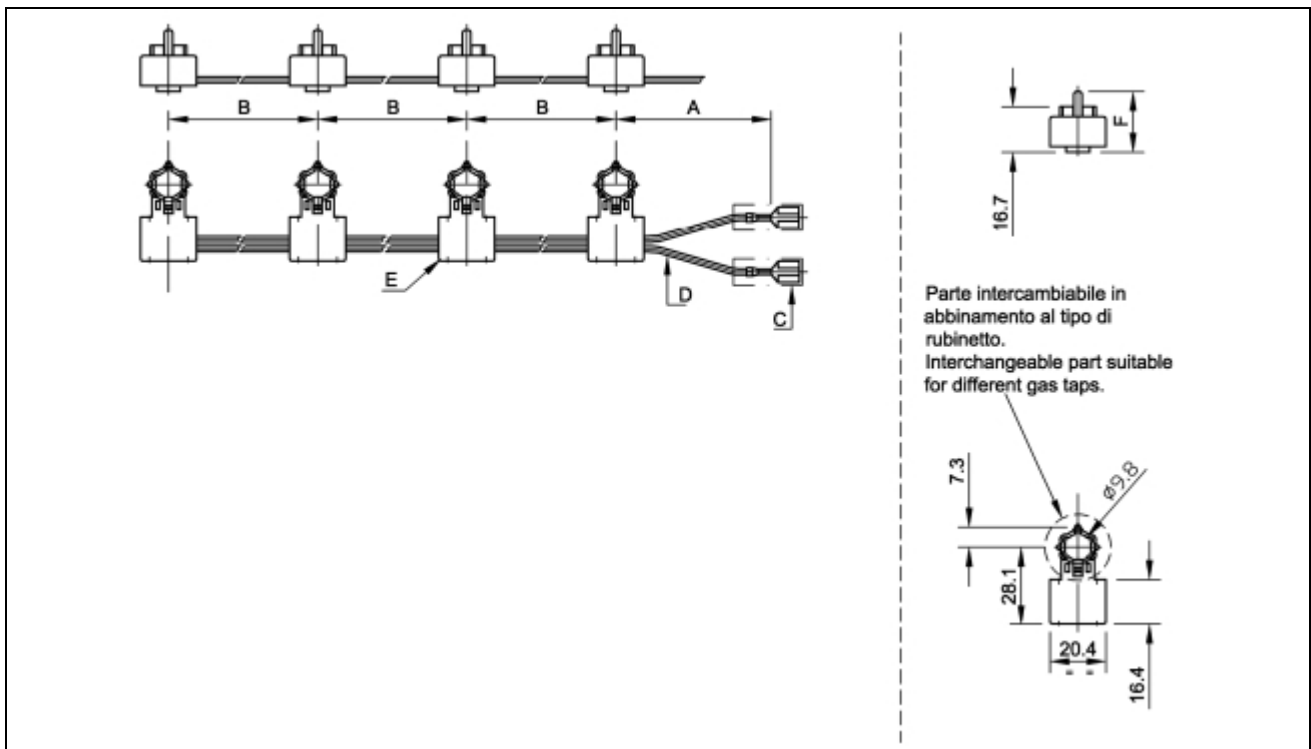 B
B
B
A
E
D
C
F
16.7
Parte intercambiabile in
abbinamento al tipo di
rubinetto.
Interchangeable part suitable
for different gas taps.
7.3
ø9.8
28.1
20.4
16.4